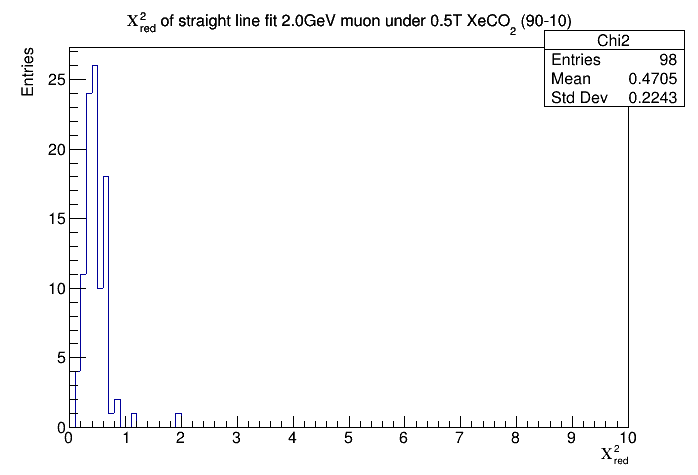 χ²red of straight line fit 2.0GeV muon under 0.5T XeCO₂ (90-10)
Chi2
Entries 98
Mean 0.4705
Std Dev 0.2243
Entries
25
20
15
10
5
0
0 1 2 3 4 5 6 7 8 9 10
χ²red